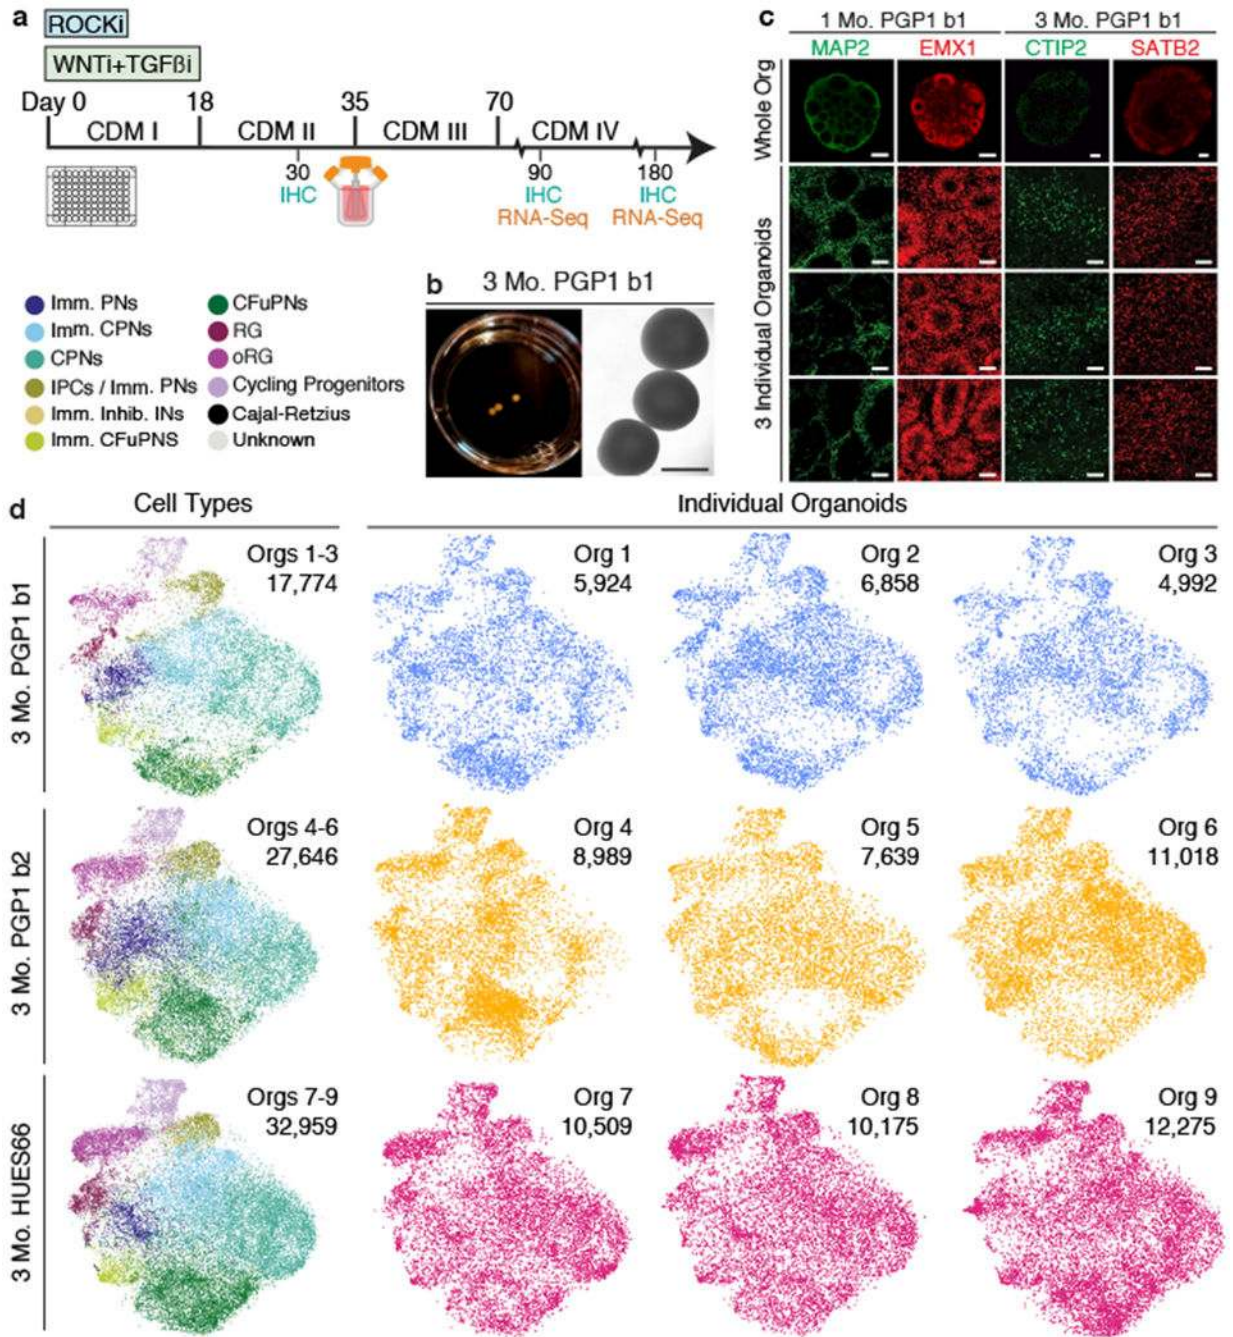 a
ROCKi
WNTi+TGFβi
Day 0 18 35 70
CDM I CDM II CDM III CDM IV
30 90 180
IHC IHC IHC
RNA-Seq RNA-Seq
Imm. PNs
Imm. CPNs
CPNs
IPCs / Imm. PNs
Imm. Inhib. INs
Imm. CFuPNS
CFuPNs
RG
oRG
Cycling Progenitors
Cajal-Retzius
Unknown
b 3 Mo. PGP1 b1
c 1 Mo. PGP1 b1 3 Mo. PGP1 b1
MAP2 EMX1 CTIP2 SATB2
Whole Org
3 Individual Organoids
d Cell Types Individual Organoids
3 Mo. PGP1 b1
Orgs 1-3 Org 1 Org 2 Org 3
17,774 5,924 6,858 4,992
3 Mo. PGP1 b2
Orgs 4-6 Org 4 Org 5 Org 6
27,646 8,989 7,639 11,018
3 Mo. HUES66
Orgs 7-9 Org 7 Org 8 Org 9
32,959 10,509 10,175 12,275